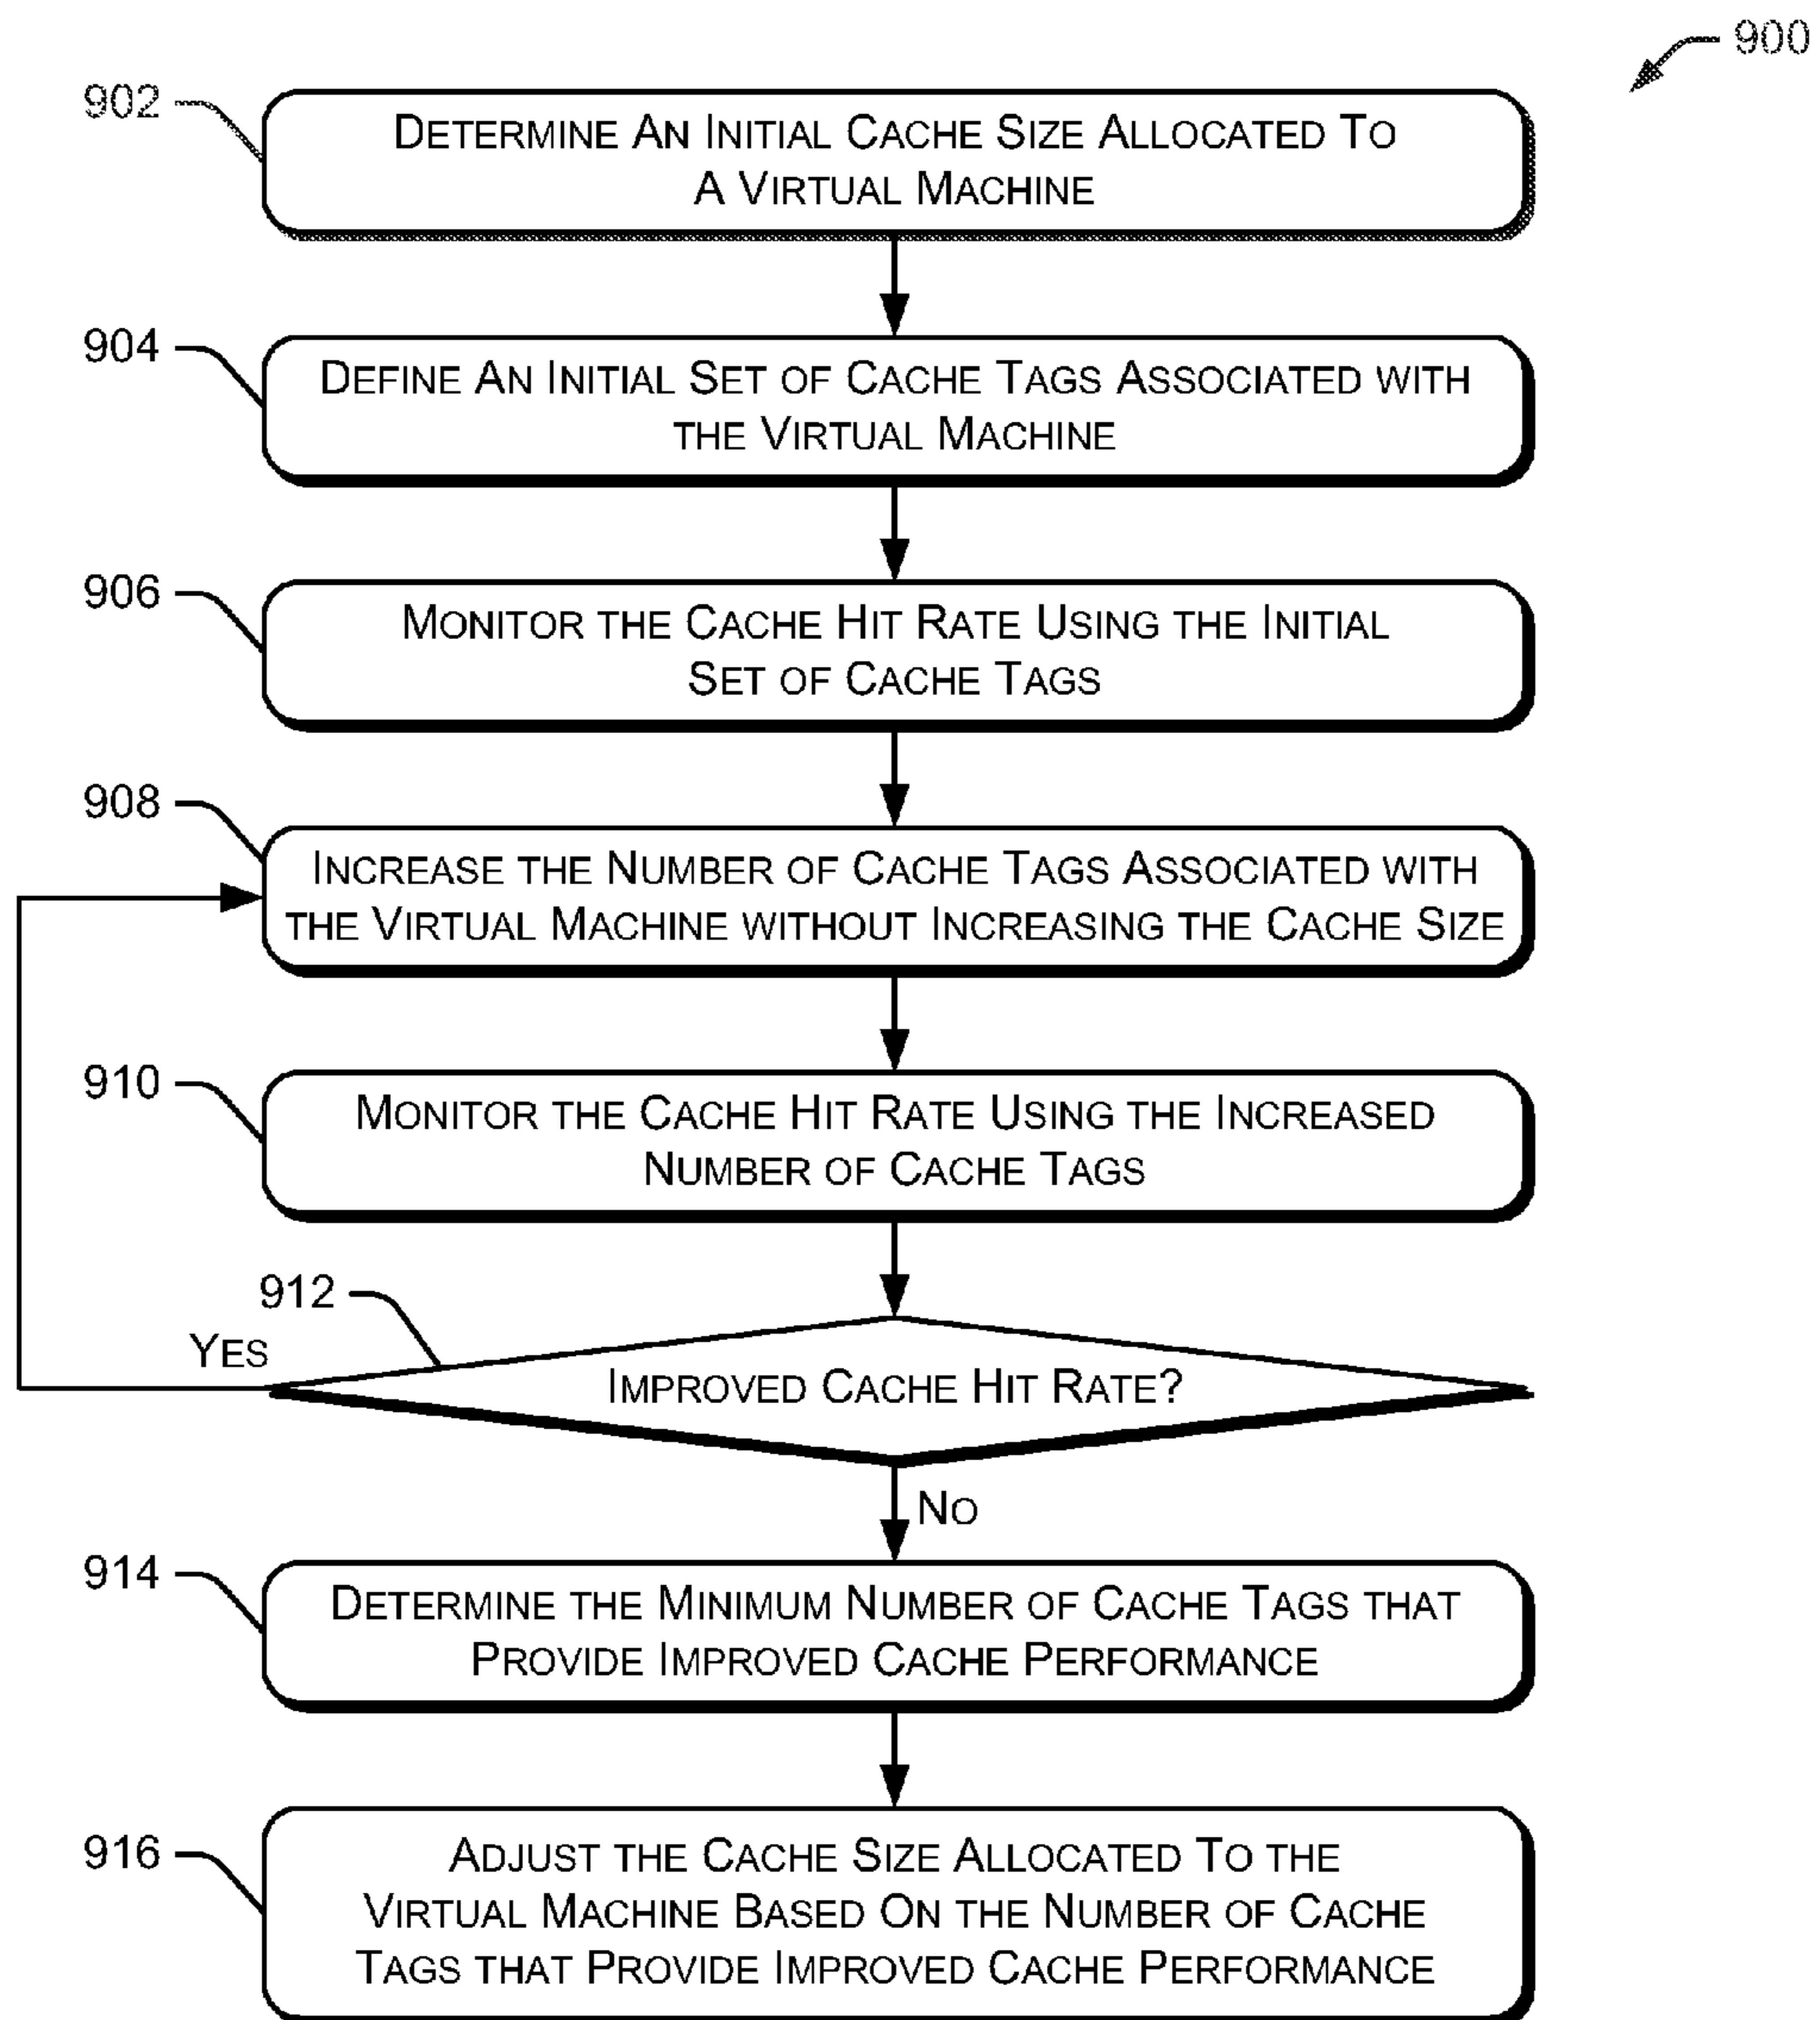 900
902
DETERMINE AN INITIAL CACHE SIZE ALLOCATED TO
A VIRTUAL MACHINE
904
DEFINE AN INITIAL SET OF CACHE TAGS ASSOCIATED WITH
THE VIRTUAL MACHINE
906
MONITOR THE CACHE HIT RATE USING THE INITIAL
SET OF CACHE TAGS
908
INCREASE THE NUMBER OF CACHE TAGS ASSOCIATED WITH
THE VIRTUAL MACHINE WITHOUT INCREASING THE CACHE SIZE
910
MONITOR THE CACHE HIT RATE USING THE INCREASED
NUMBER OF CACHE TAGS
912
YES
IMPROVED CACHE HIT RATE?
NO
914
DETERMINE THE MINIMUM NUMBER OF CACHE TAGS THAT
PROVIDE IMPROVED CACHE PERFORMANCE
916
ADJUST THE CACHE SIZE ALLOCATED TO THE
VIRTUAL MACHINE BASED ON THE NUMBER OF CACHE
TAGS THAT PROVIDE IMPROVED CACHE PERFORMANCE